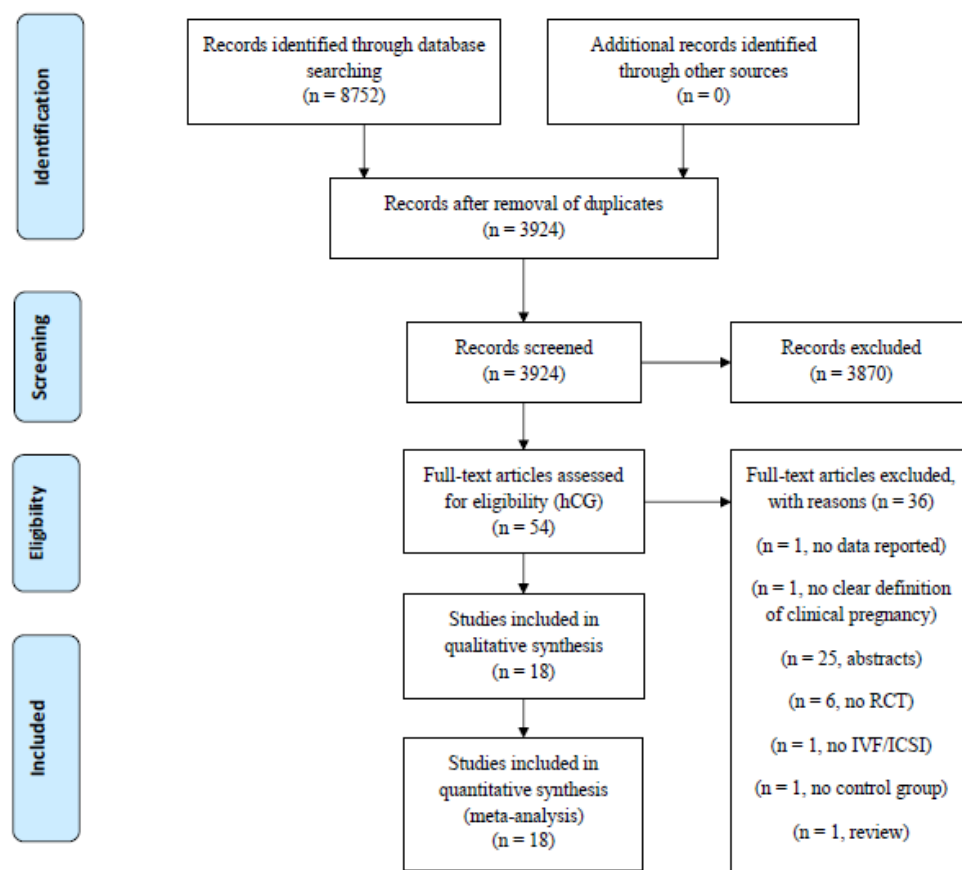 Identification
Records identified through database
searching
(n = 8752)
Additional records identified
through other sources
(n = 0)
Records after removal of duplicates
(n = 3924)
Screening
Records screened
(n = 3924)
Records excluded
(n = 3870)
Eligibility
Full-text articles assessed
for eligibility (hCG)
(n = 54)
Full-text articles excluded,
with reasons (n = 36)
(n = 1, no data reported)
(n = 1, no clear definition
of clinical pregnancy)
(n = 25, abstracts)
(n = 6, no RCT)
(n = 1, no IVF/ICSI)
(n = 1, no control group)
(n = 1, review)
Included
Studies included in
qualitative synthesis
(n = 18)
Studies included in
quantitative synthesis
(meta-analysis)
(n = 18)